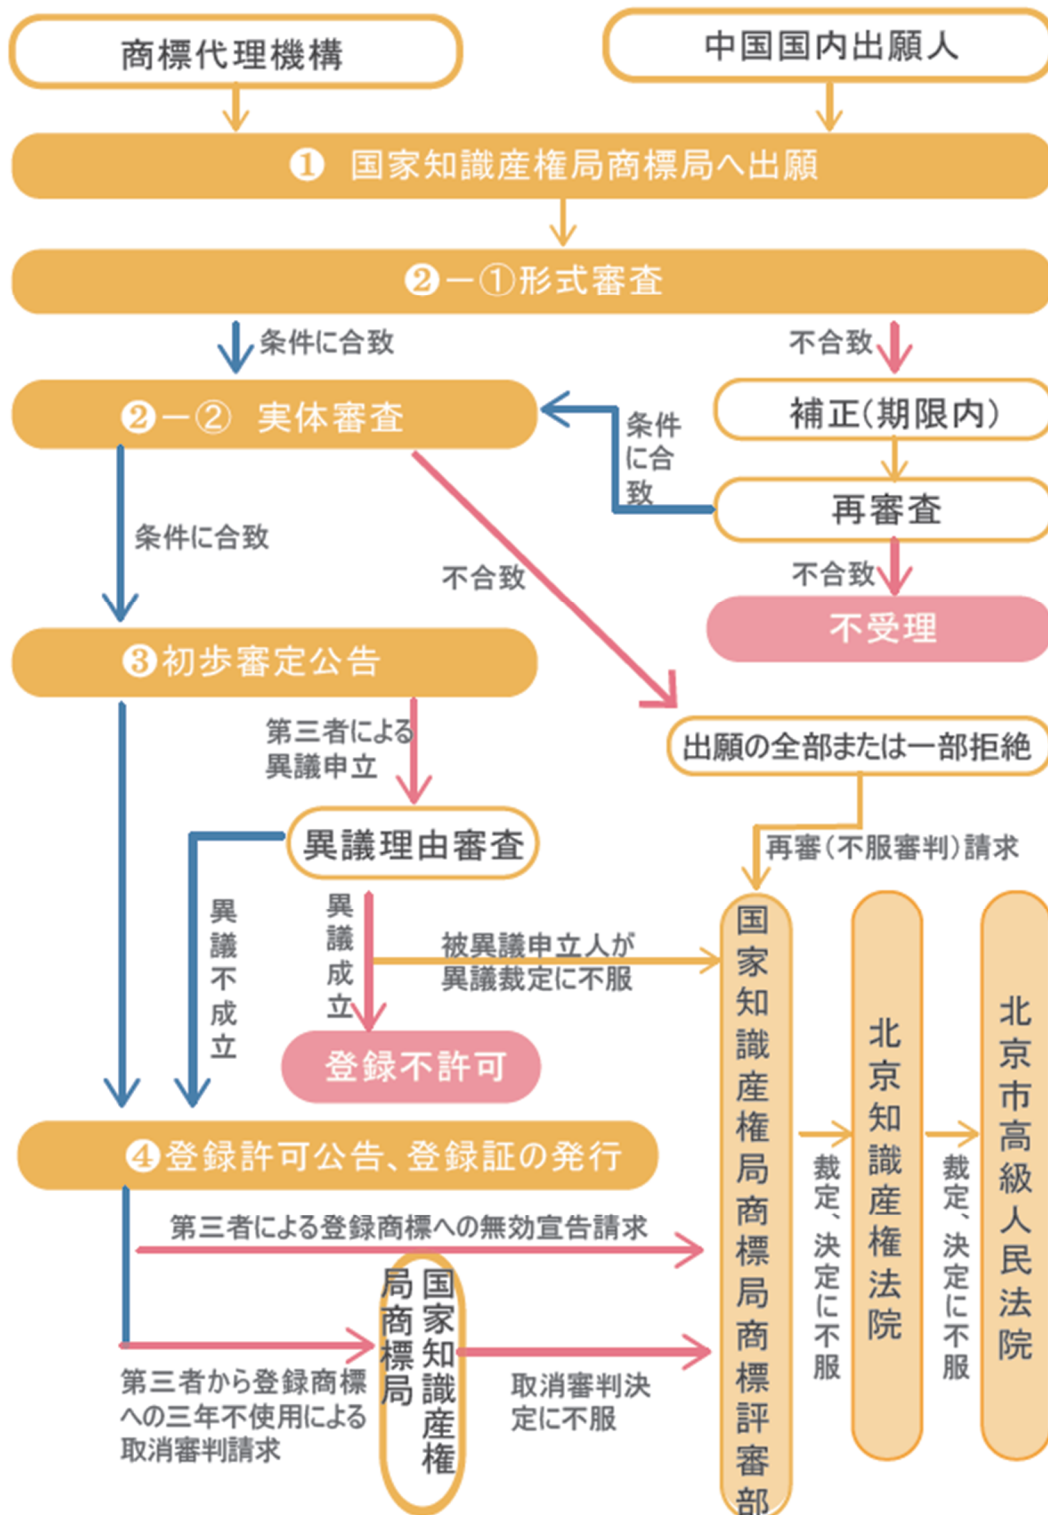 商標代理機構
中国国内出願人
❶ 国家知識産権局商標局へ出願
❷－①形式審査
条件に合致
不合致
❷－② 実体審査
補正(期限内)
条件
に合
致
再審査
条件に合致
不合致
不合致
不受理
❸初歩審定公告
第三者による
異議申立
出願の全部または一部拒絶
異議理由審査
再審(不服審判)請求
異議不成立
異議成立
被異議申立人が
異議裁定に不服
登録不許可
国家知識産権局商標局商標評審部
北京知識産権法院
北京市高級人民法院
裁定、決定に不服
裁定、決定に不服
❹登録許可公告、登録証の発行
第三者による登録商標への無効宣告請求
国家知識産権
局商標局
第三者から登録商標
への三年不使用による
取消審判請求
取消審判決
定に不服